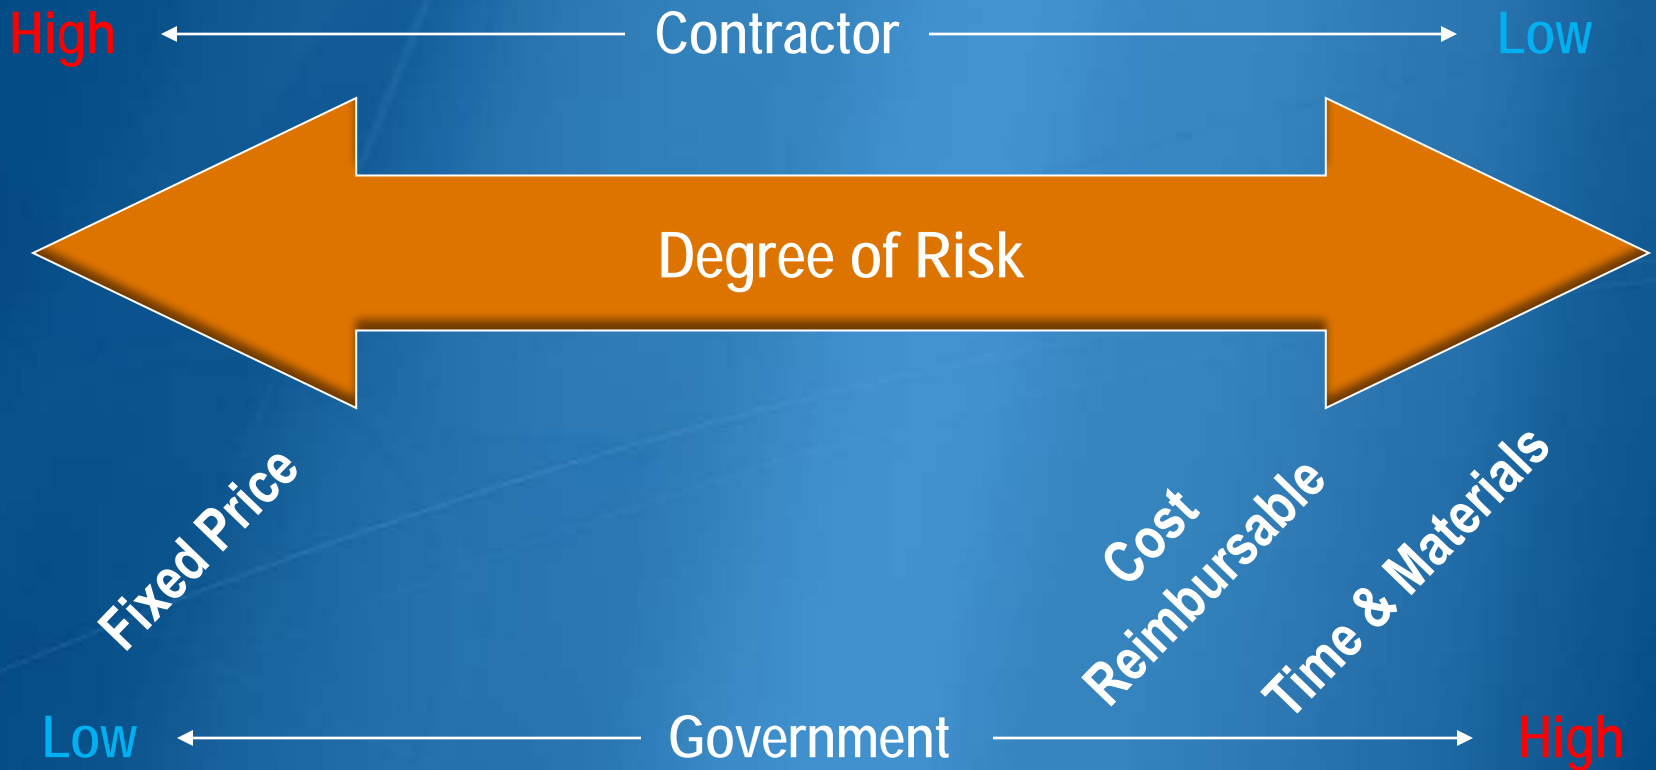 High
Contractor
Low
Degree of Risk
Fixed Price
Cost
Reimbursable
Time & Materials
Low
Government
High